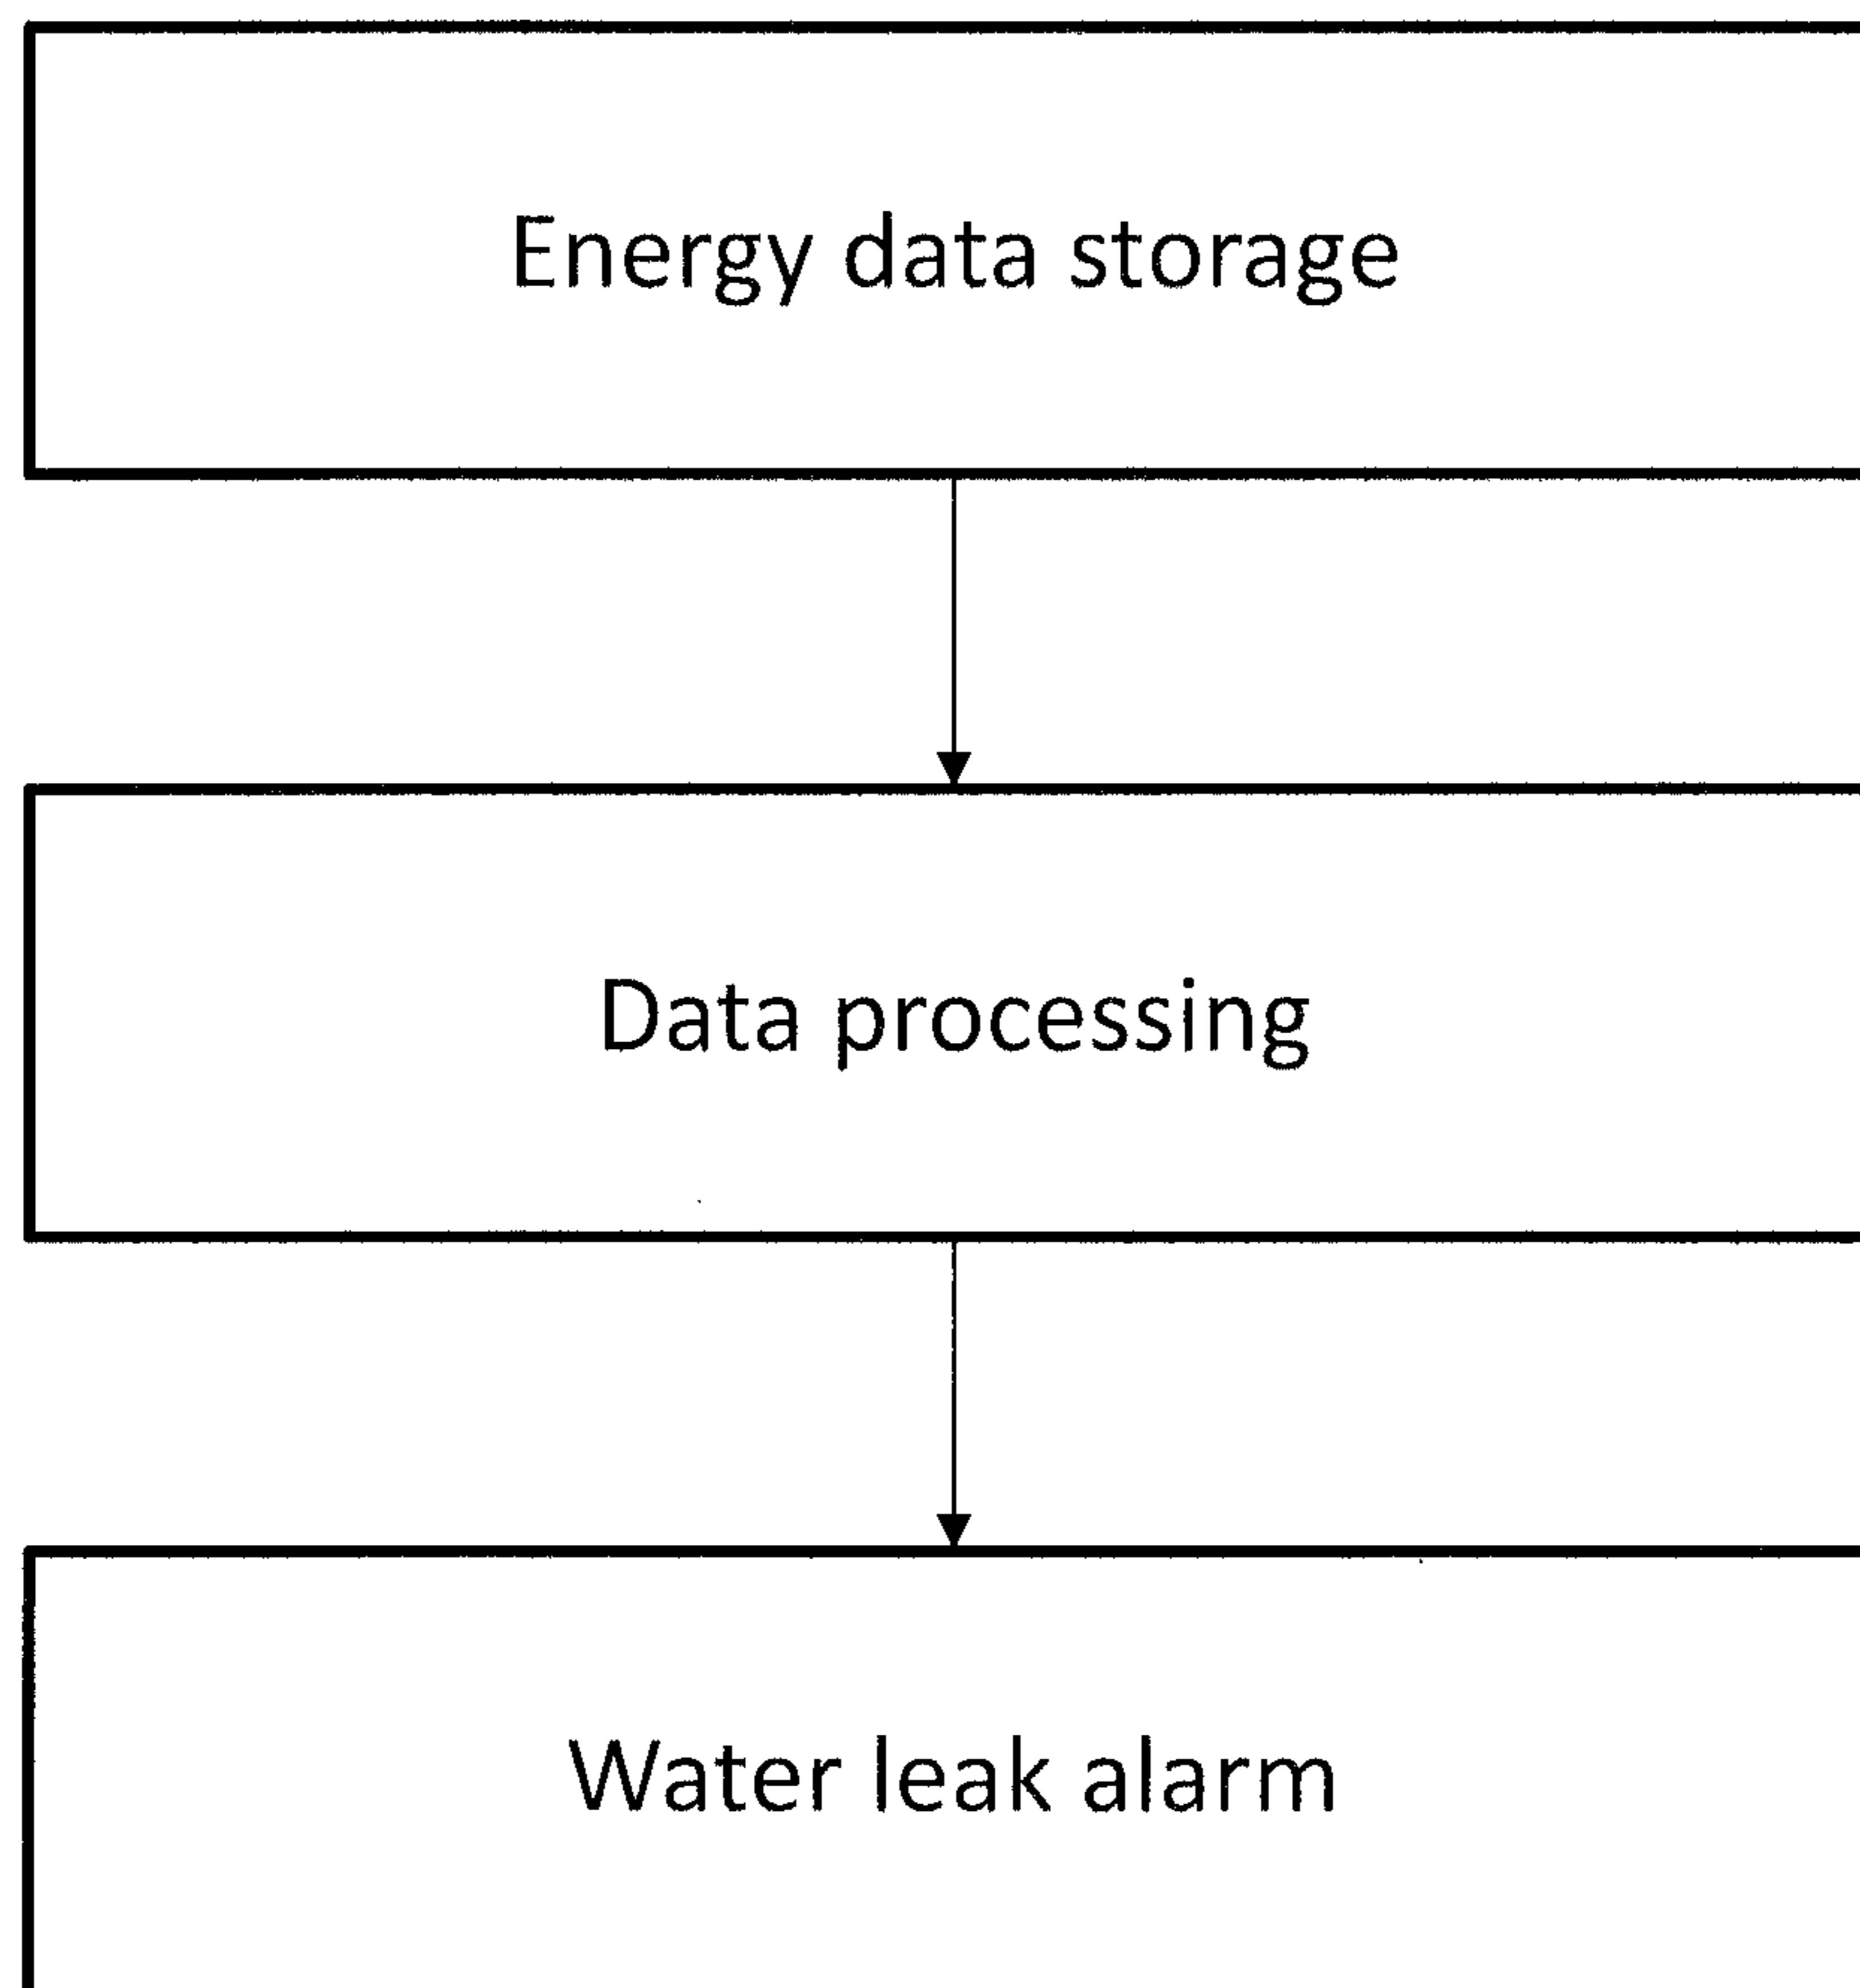 Energy data storage
Data processing
Water leak alarm